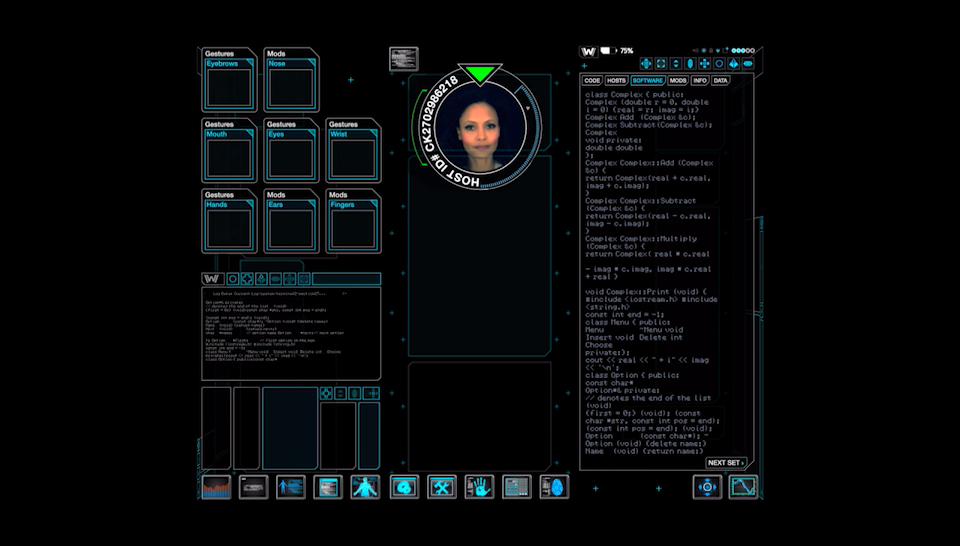 Gestures
Eyebrows
Mods
Nose
Gestures
Mouth
Gestures
Eyes
Gestures
Wrist
Gestures
Hands
Mods
Ears
Mods
Fingers
W
HOST ID# CK2702986218
W 75%
CODE HOSTS SOFTWARE MODS INFO DATA
class Complex { public:
Complex (double r = 0, double
i = 0) (real = r; imag = i;)
Complex Add (Complex &c);
Complex Subtract(Complex &c);
Complex
void private:
double double
);
Complex Complex::Add (Complex
&c) {
return Complex(real + c.real,
imag + c.imag);
}
Complex Complex::Subtract
(Complex &c) {
return Complex(real - c.real,
imag - c.imag);
}
Complex Complex::Multiply
(Complex &c) {
return Complex( real * c.real
- imag * c.imag, imag * c.real
+ real )
void Complex::Print (void) {
#include <iostream.h> #include
<string.h>
const int end = -1;
class Menu { public:
Menu ~Menu void
Insert void Delete int
Choose
private:);
cout << real << " + i" << imag
<< '\n';
class Option { public:
const char*
Option*& private:
// denotes the end of the list
(void)
(first = 0;) (void); (const
char *str, const int pos = end);
(const int pos = end); (void);
Option (const char*); ~
Option (void) (delete name;)
Name (void) (return name;)
NEXT SET ›